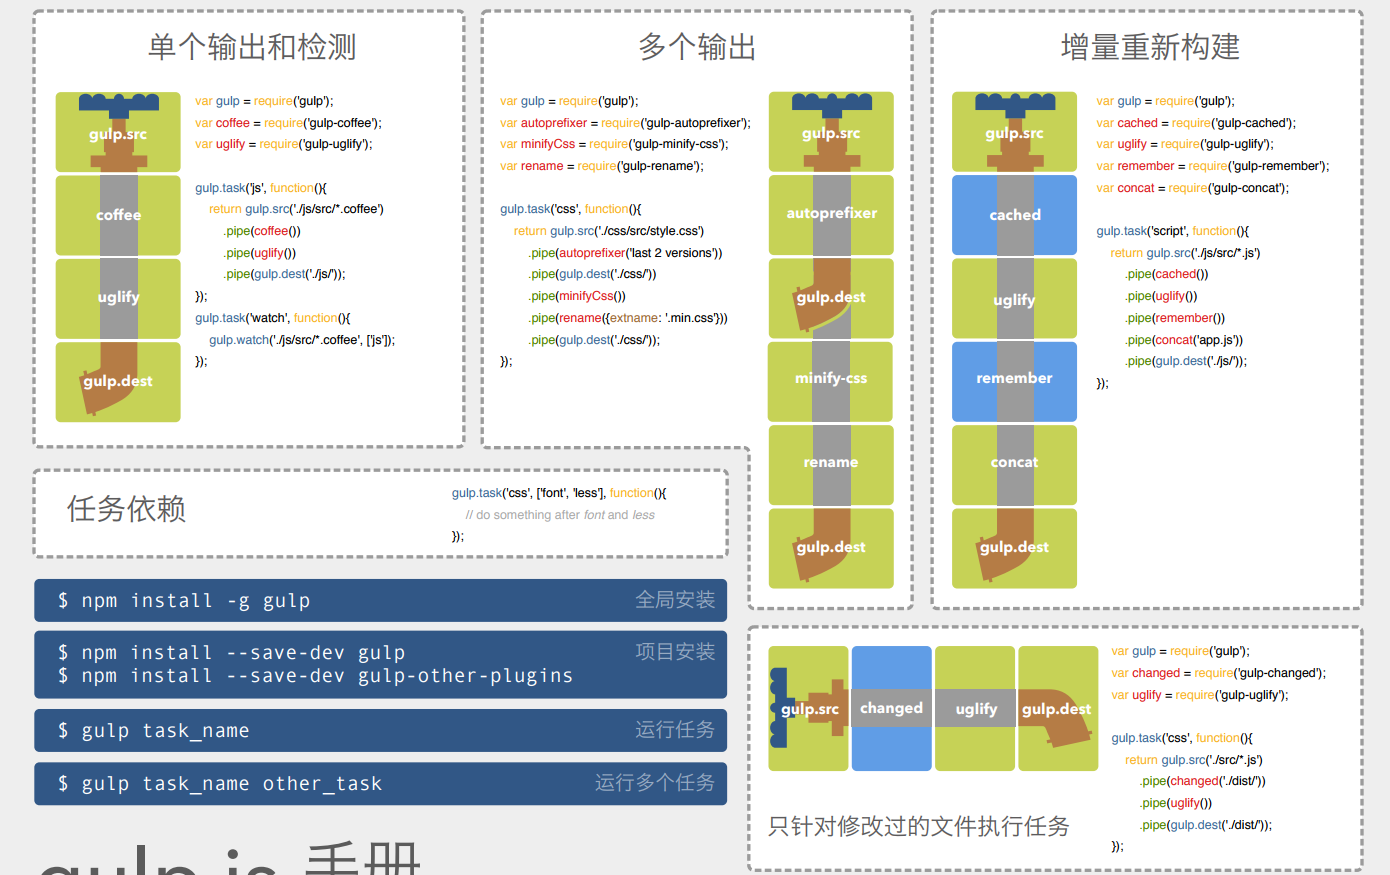 单个输出和检测
gulp.src
coffee
uglify
gulp.dest
var gulp = require('gulp');
var coffee = require('gulp-coffee');
var uglify = require('gulp-uglify');
gulp.task('js', function(){
return gulp.src('./js/src/*.coffee')
.pipe(coffee())
.pipe(uglify())
.pipe(gulp.dest('./js/'));
});
gulp.task('watch', function(){
gulp.watch('./js/src/*.coffee', ['js']);
});
多个输出
var gulp = require('gulp');
var autoprefixer = require('gulp-autoprefixer');
var minifyCss = require('gulp-minify-css');
var rename = require('gulp-rename');
gulp.task('css', function(){
return gulp.src('./css/src/style.css')
.pipe(autoprefixer('last 2 versions'))
.pipe(gulp.dest('./css/'))
.pipe(minifyCss())
.pipe(rename({extname: '.min.css'}))
.pipe(gulp.dest('./css/'));
});
gulp.src
autoprefixer
gulp.dest
minify-css
rename
gulp.dest
增量重新构建
gulp.src
cached
uglify
remember
concat
gulp.dest
var gulp = require('gulp');
var cached = require('gulp-cached');
var uglify = require('gulp-uglify');
var remember = require('gulp-remember');
var concat = require('gulp-concat');
gulp.task('script', function(){
return gulp.src('./js/src/*.js')
.pipe(cached())
.pipe(uglify())
.pipe(remember())
.pipe(concat('app.js'))
.pipe(gulp.dest('./js/'));
});
任务依赖
gulp.task('css', ['font', 'less'], function(){
// do something after font and less
});
$ npm install -g gulp 全局安装
$ npm install --save-dev gulp 项目安装
$ npm install --save-dev gulp-other-plugins
$ gulp task_name 运行任务
$ gulp task_name other_task 运行多个任务
gulp.src changed uglify gulp.dest
只针对修改过的文件执行任务
var gulp = require('gulp');
var changed = require('gulp-changed');
var uglify = require('gulp-uglify');
gulp.task('css', function(){
return gulp.src('./src/*.js')
.pipe(changed('./dist/'))
.pipe(uglify())
.pipe(gulp.dest('./dist/'));
});
gulp.js 手册